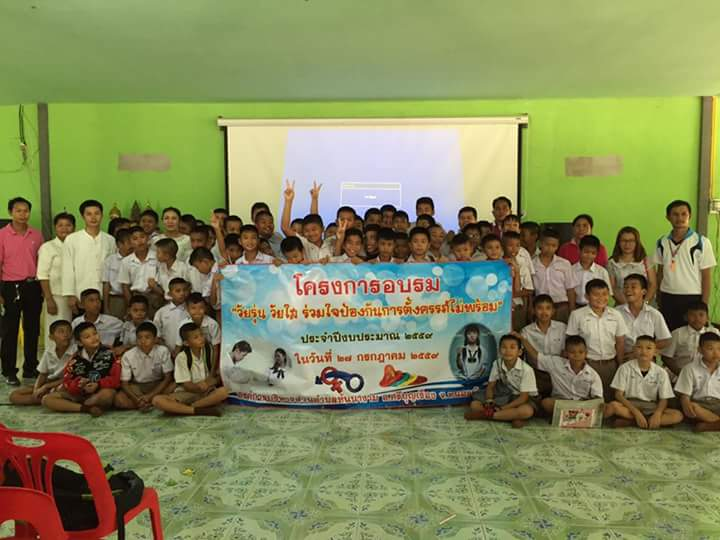 โครงการอบรม
"วัยรุ่น วัยใส ร่วมใจป้องกันการตั้งครรภ์ไม่พร้อม"
ประจำปีงบประมาณ ๒๕๕๙
ในวันที่ ๒๗ กรกฎาคม ๒๕๕๙